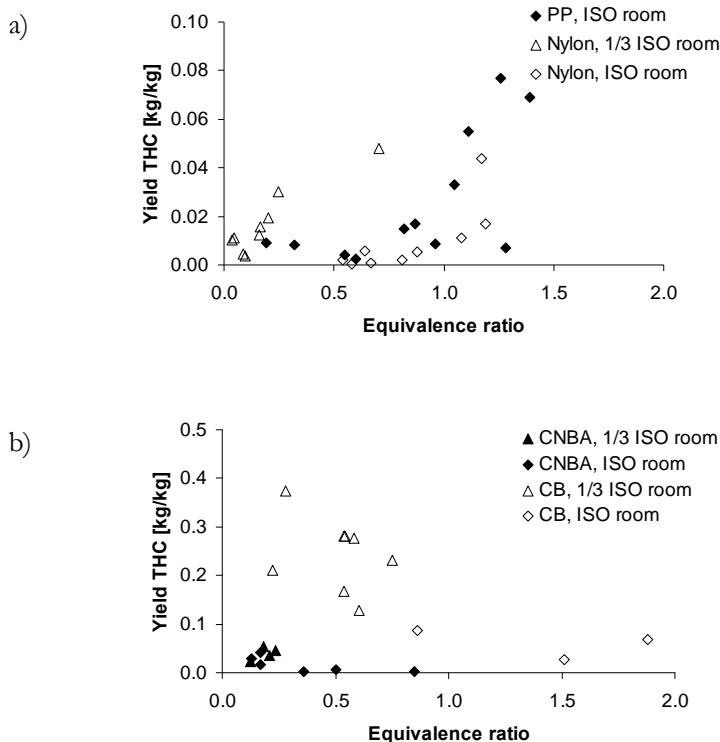 a)
PP, ISO room
Nylon, 1/3 ISO room
Nylon, ISO room
Yield THC [kg/kg]
0.10
0.08
0.06
0.04
0.02
0.00
0.0 0.5 1.0 1.5 2.0
Equivalence ratio
b)
CNBA, 1/3 ISO room
CNBA, ISO room
CB, 1/3 ISO room
CB, ISO room
Yield THC [kg/kg]
0.5
0.4
0.3
0.2
0.1
0.0
0.0 0.5 1.0 1.5 2.0
Equivalence ratio